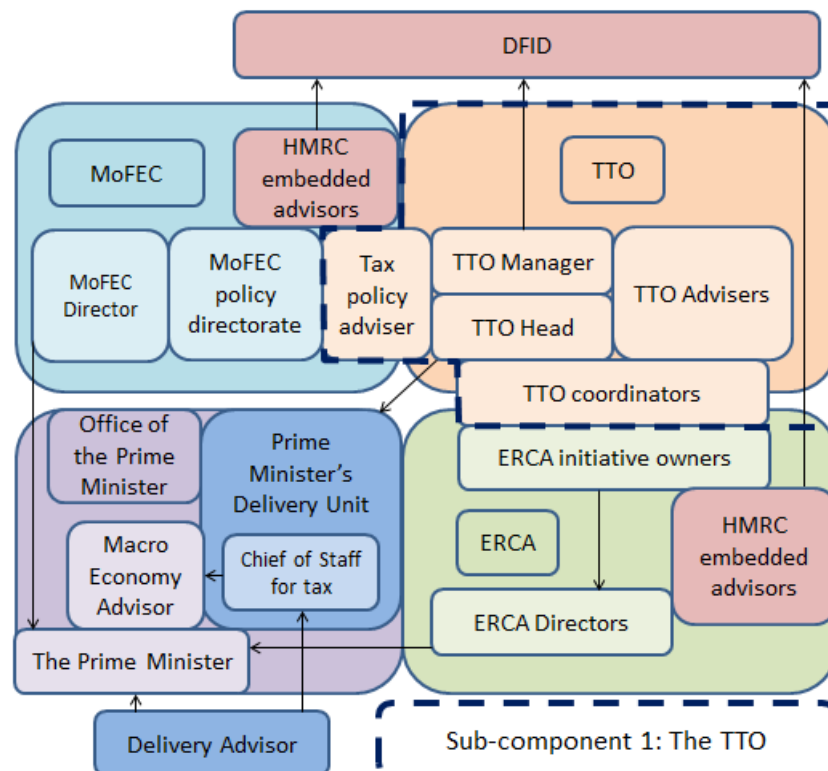 DFID
MoFEC
HMRC
embedded
advisors
TTO
MoFEC
Director
MoFEC
policy
directorate
Tax
policy
adviser
TTO Manager
TTO Head
TTO Advisers
TTO coordinators
Office of
the Prime
Minister
Prime
Minister's
Delivery Unit
ERCA initiative owners
Macro
Economy
Advisor
Chief of Staff
for tax
ERCA
HMRC
embedded
advisors
ERCA Directors
The Prime Minister
Delivery Advisor
Sub-component 1: The TTO